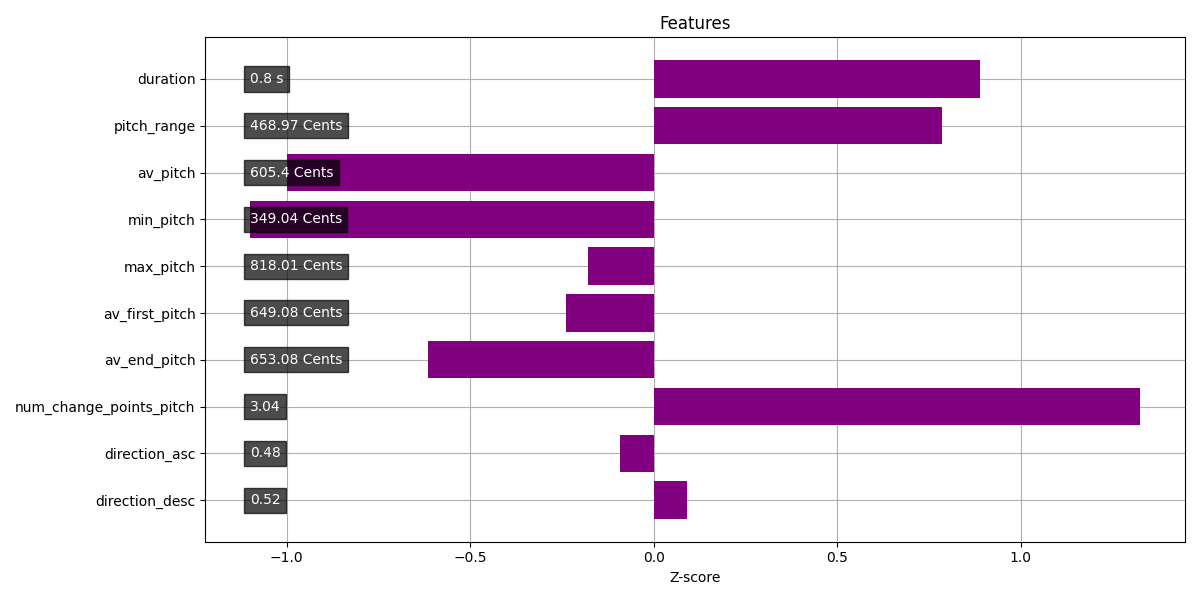 Features
duration 0.8 s
pitch_range 468.97 Cents
av_pitch 605.4 Cents
min_pitch 349.04 Cents
max_pitch 818.01 Cents
av_first_pitch 649.08 Cents
av_end_pitch 653.08 Cents
num_change_points_pitch 3.04
direction_asc 0.48
direction_desc 0.52
−1.0 −0.5 0.0 0.5 1.0
Z-score